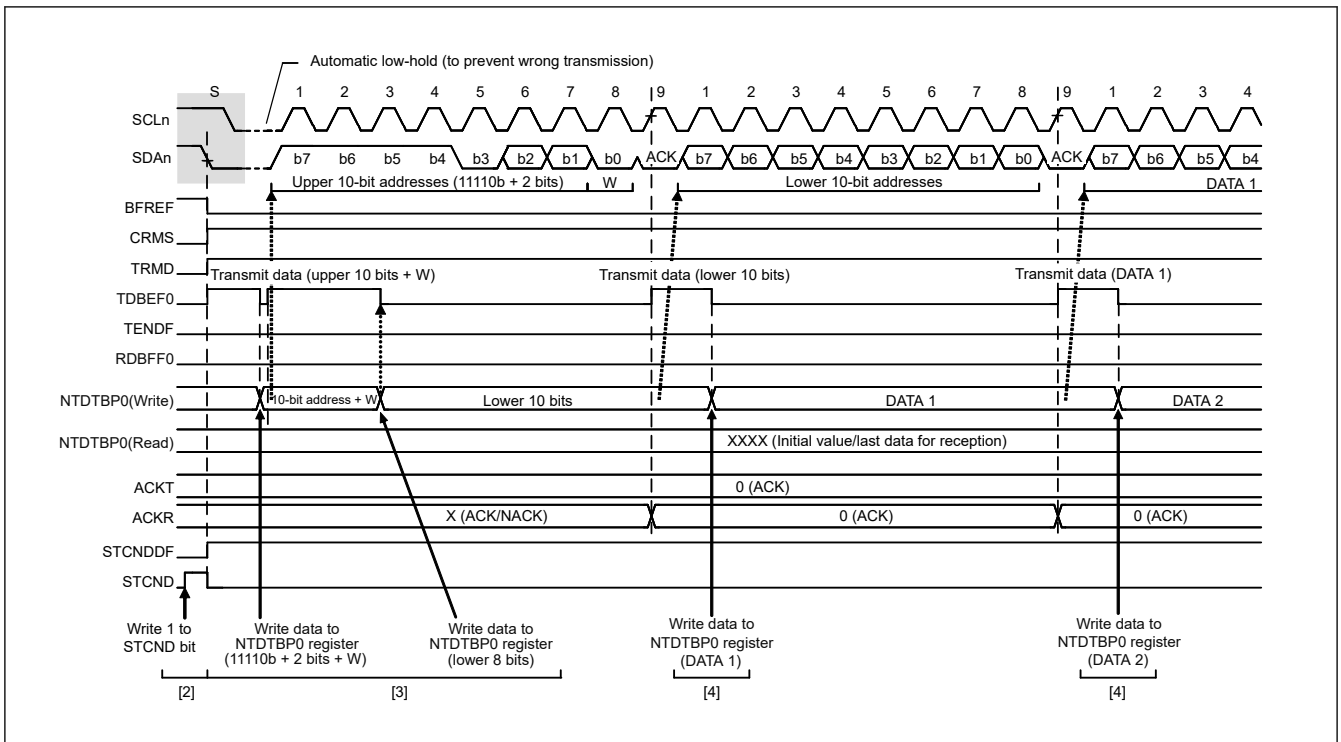 Automatic low-hold (to prevent wrong transmission)
S 1 2 3 4 5 6 7 8 9 1 2 3 4 5 6 7 8 9 1 2 3 4
SCLn
SDAn b7 b6 b5 b4 b3 b2 b1 b0 ACK b7 b6 b5 b4 b3 b2 b1 b0 ACK b7 b6 b5 b4
Upper 10-bit addresses (11110b + 2 bits) W Lower 10-bit addresses DATA 1
BFREF
CRMS
TRMD
Transmit data (upper 10 bits + W) Transmit data (lower 10 bits) Transmit data (DATA 1)
TDBEF0
TENDF
RDBFF0
NTDTBP0(Write) 10-bit address + W Lower 10 bits DATA 1 DATA 2
NTDTBP0(Read) XXXX (Initial value/last data for reception)
ACKT 0 (ACK)
ACKR X (ACK/NACK) 0 (ACK) 0 (ACK)
STCNDDF
STCND
Write 1 to
STCND bit
Write data to
NTDTBP0 register
(11110b + 2 bits + W)
Write data to
NTDTBP0 register
(lower 8 bits)
Write data to
NTDTBP0 register
(DATA 1)
Write data to
NTDTBP0 register
(DATA 2)
[2] [3] [4] [4]